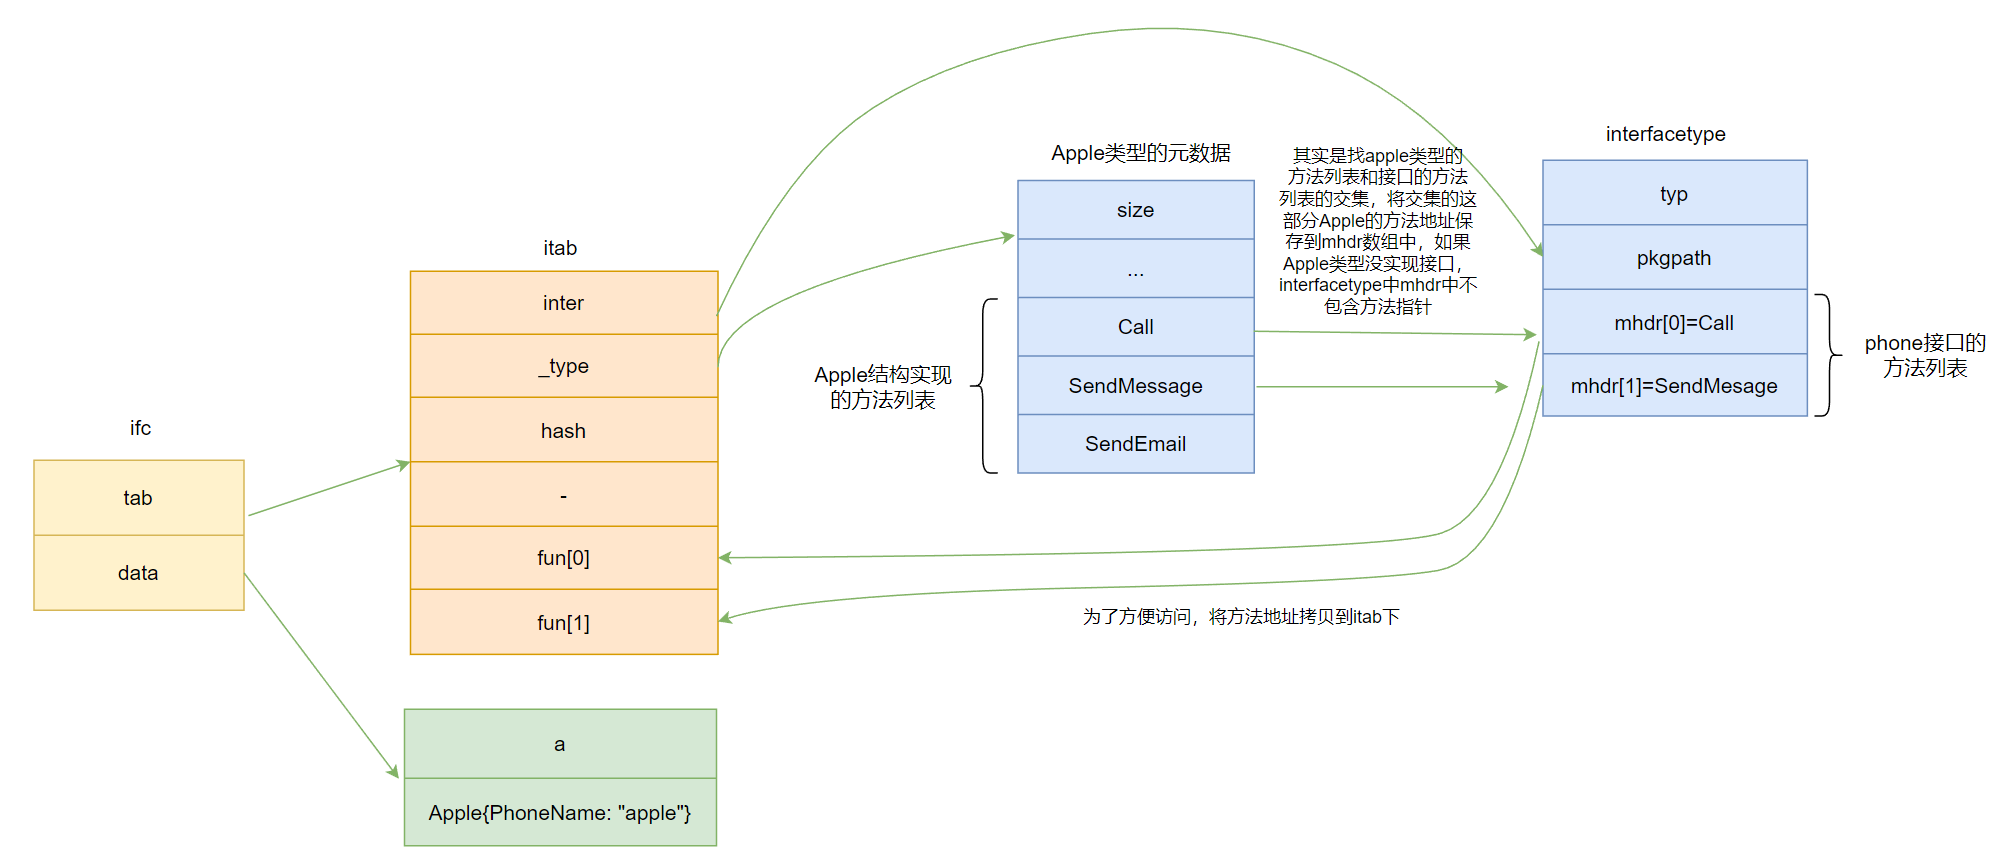 ifc
tab
data
itab
inter
_type
hash
-
fun[0]
fun[1]
a
Apple{PhoneName: "apple"}
Apple类型的元数据
size
...
Call
SendMessage
SendEmail
Apple结构实现
的方法列表
其实是找apple类型的
方法列表和接口的方法
列表的交集，将交集的这
部分Apple的方法地址保
存到mhdr数组中，如果
Apple类型没实现接口，
interfacetype中mhdr中不
包含方法指针
interfacetype
typ
pkgpath
mhdr[0]=Call
mhdr[1]=SendMesage
phone接口的
方法列表
为了方便访问，将方法地址拷贝到itab下